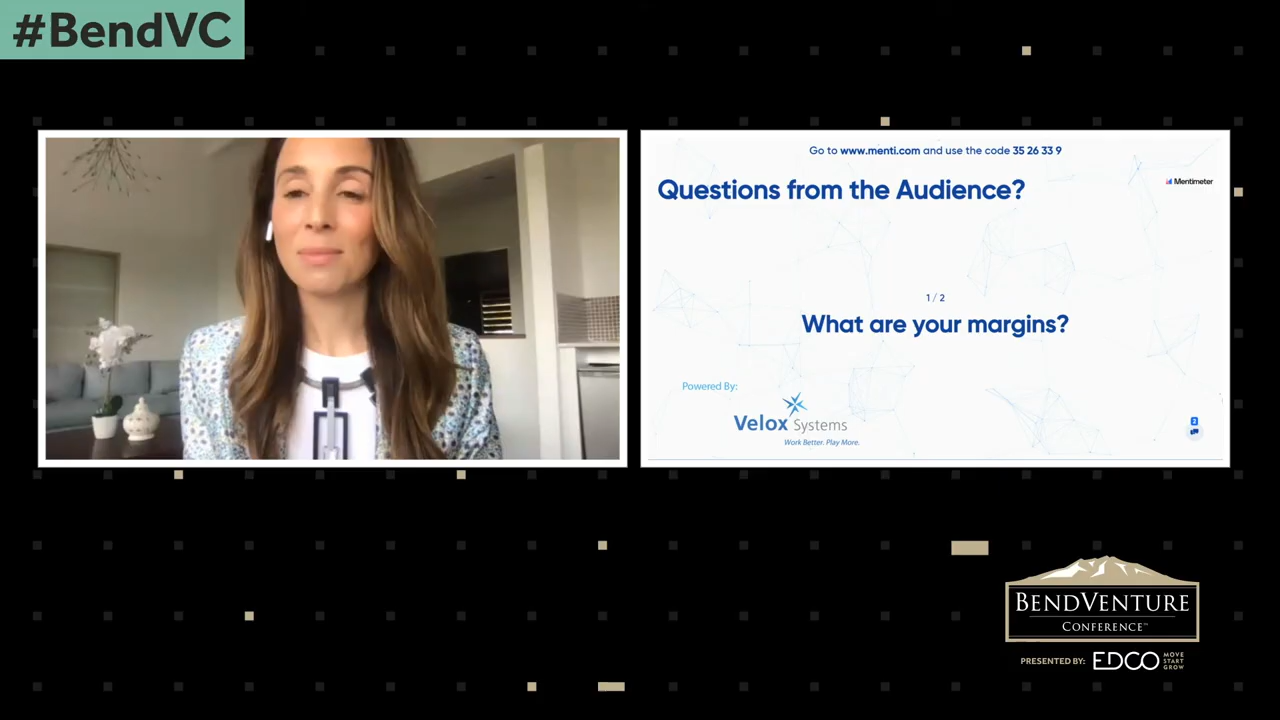 #BendVC
Go to www.menti.com and use the code 35 26 33 9
Mentimeter
Questions from the Audience?
1 / 2
What are your margins?
Powered By:
Velox Systems
Work Better. Play More.
2
BENDVENTURE
CONFERENCE™
PRESENTED BY: EDCO
MOVE
START
GROW